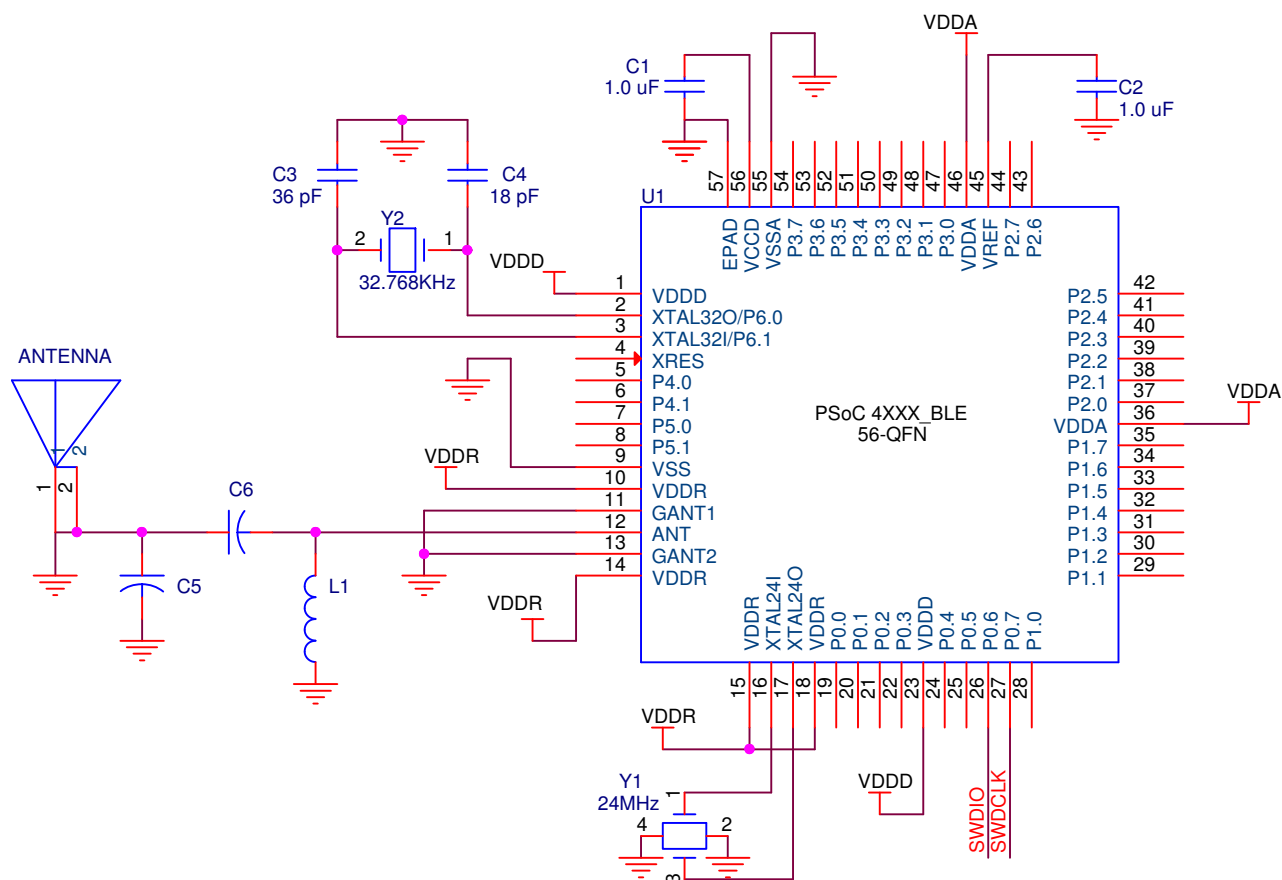 VDDA
C1
1.0 uF
C2
1.0 uF
C3
36 pF
C4
18 pF
Y2
2
1
32.768KHz
U1
57
56
55
54
53
52
51
50
49
48
47
46
45
44
43
EPAD
VCCD
VSSA
P3.7
P3.6
P3.5
P3.4
P3.3
P3.2
P3.1
P3.0
VDDA
VREF
P2.7
P2.6
VDDD
1 VDDD
2 XTAL32O/P6.0
3 XTAL32I/P6.1
4 XRES
5 P4.0
6 P4.1
7 P5.0
8 P5.1
9 VSS
10 VDDR
11 GANT1
12 ANT
13 GANT2
14 VDDR
VDDR
VDDR
PSoC 4XXX_BLE
56-QFN
P2.5 42
P2.4 41
P2.3 40
P2.2 39
P2.1 38
P2.0 37
VDDA 36
P1.7 35
P1.6 34
P1.5 33
P1.4 32
P1.3 31
P1.2 30
P1.1 29
VDDA
ANTENNA
1
2
1
2
C6
C5
L1
VDDR
XTAL24I
XTAL24O
VDDR
P0.0
P0.1
P0.2
P0.3
VDDD
P0.4
P0.5
P0.6
P0.7
P1.0
15
16
17
18
19
20
21
22
23
24
25
26
27
28
VDDR
VDDD
SWDIO
SWDCLK
Y1
24MHz
1
4
2
3